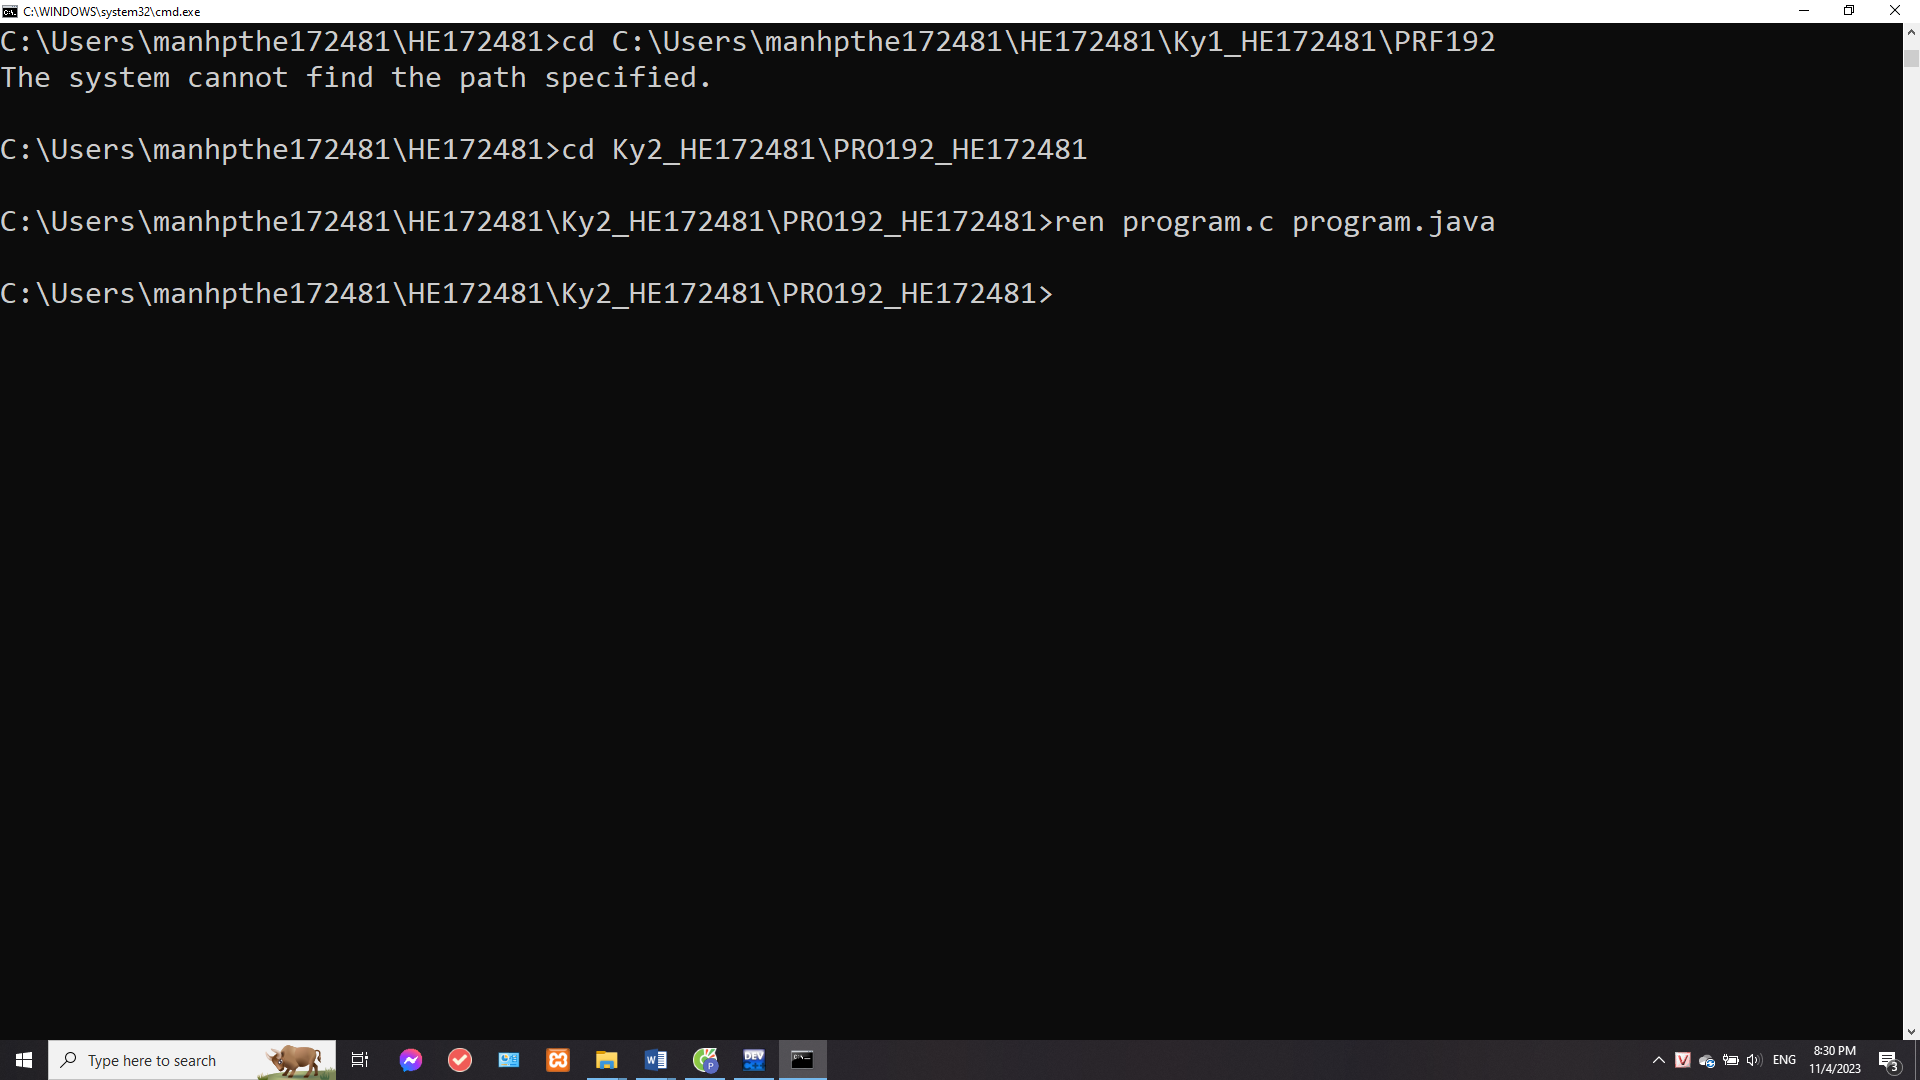 C:\WINDOWS\system32\cmd.exe
C:\Users\manhpthe172481\HE172481>cd C:\Users\manhpthe172481\HE172481\Ky1_HE172481\PRF192
The system cannot find the path specified.
C:\Users\manhpthe172481\HE172481>cd Ky2_HE172481\PRO192_HE172481
C:\Users\manhpthe172481\HE172481\Ky2_HE172481\PRO192_HE172481>ren program.c program.java
C:\Users\manhpthe172481\HE172481\Ky2_HE172481\PRO192_HE172481>
Type here to search
DEV
ENG
8:30 PM
11/4/2023
3